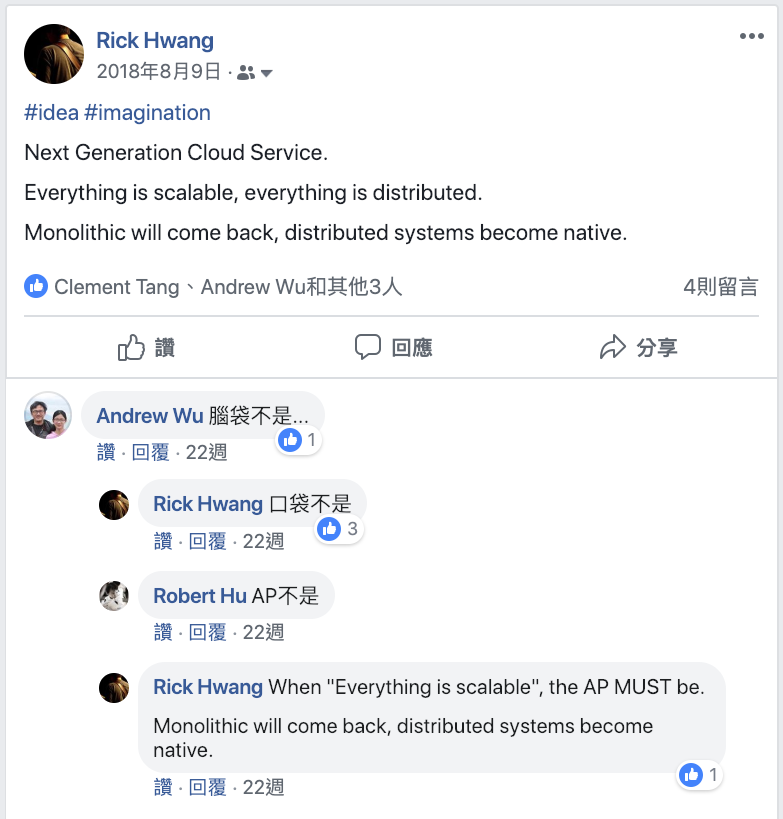 Rick Hwang
2018年8月9日 ·
#idea #imagination
Next Generation Cloud Service.
Everything is scalable, everything is distributed.
Monolithic will come back, distributed systems become native.
Clement Tang、Andrew Wu和其他3人 4則留言
讚 回應 分享
Andrew Wu 腦袋不是...
讚 · 回覆 · 22週 1
Rick Hwang 口袋不是
讚 · 回覆 · 22週 3
Robert Hu AP不是
讚 · 回覆 · 22週
Rick Hwang When "Everything is scalable", the AP MUST be.
Monolithic will come back, distributed systems become
native.
讚 · 回覆 · 22週 1